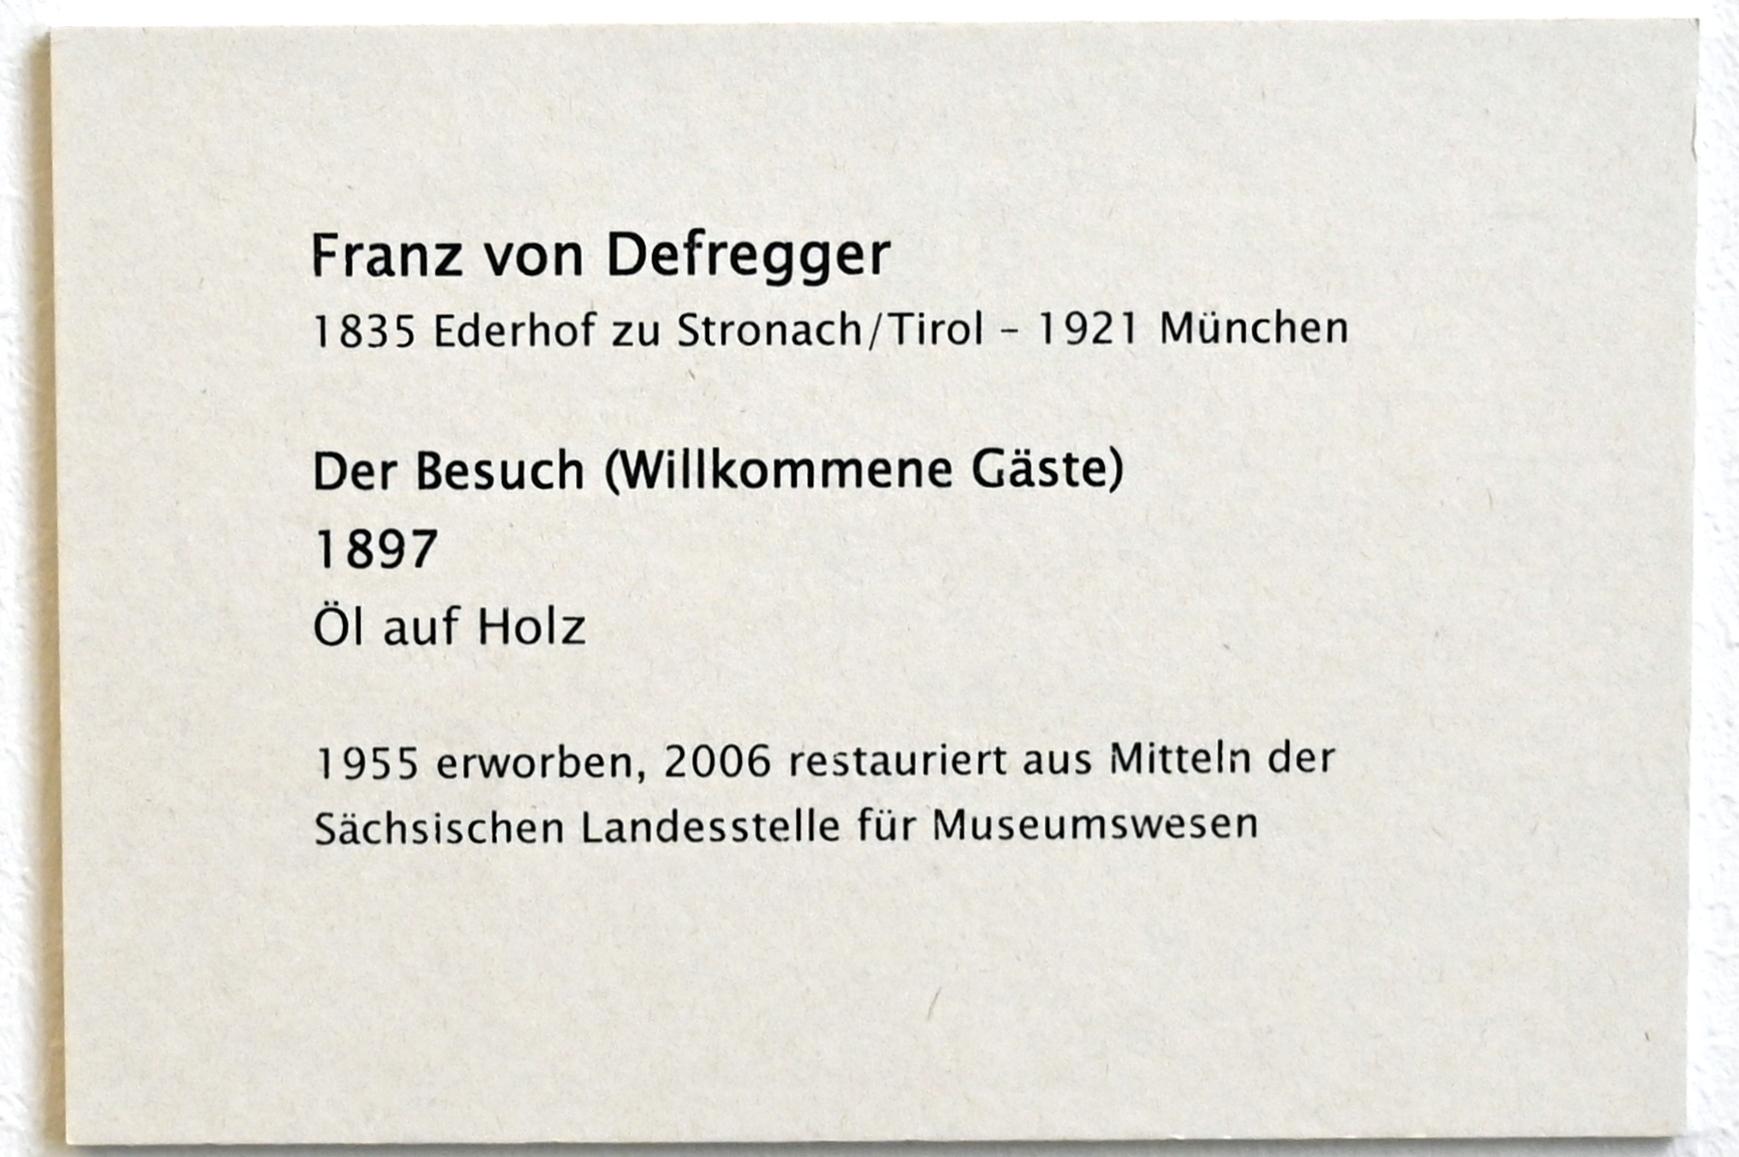 Franz von Defregger
1835 Ederhof zu Stronach/Tirol – 1921 München
Der Besuch (Willkommene Gäste)
1897
Öl auf Holz
1955 erworben, 2006 restauriert aus Mitteln der
Sächsischen Landesstelle für Museumswesen